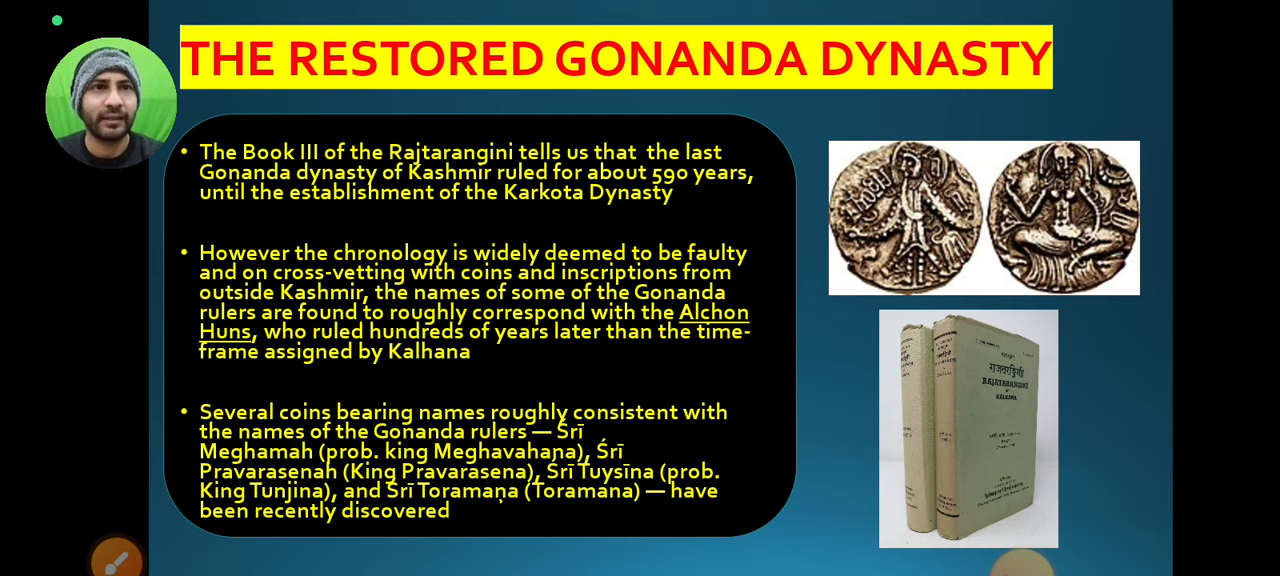 THE RESTORED GONANDA DYNASTY
• The Book III of the Rajtarangini tells us that the last
Gonanda dynasty of Kashmir ruled for about 590 years,
until the establishment of the Karkota Dynasty
• However the chronology is widely deemed to be faulty
and on cross-vetting with coins and inscriptions from
outside Kashmir, the names of some of the Gonanda
rulers are found to roughly correspond with the Alchon
Huns, who ruled hundreds of years later than the time-
frame assigned by Kalhana
• Several coins bearing names roughly consistent with
the names of the Gonanda rulers — Śrī
Meghamah (prob. king Meghavahana), Śrī
Pravarasenah (King Pravarasena), Śrī Tuysīna (prob.
King Tunjina), and Śrī Toramaṇa (Toramana) — have
been recently discovered
राजतरङ्गिणी
RAJATARANGINI
KALHANA